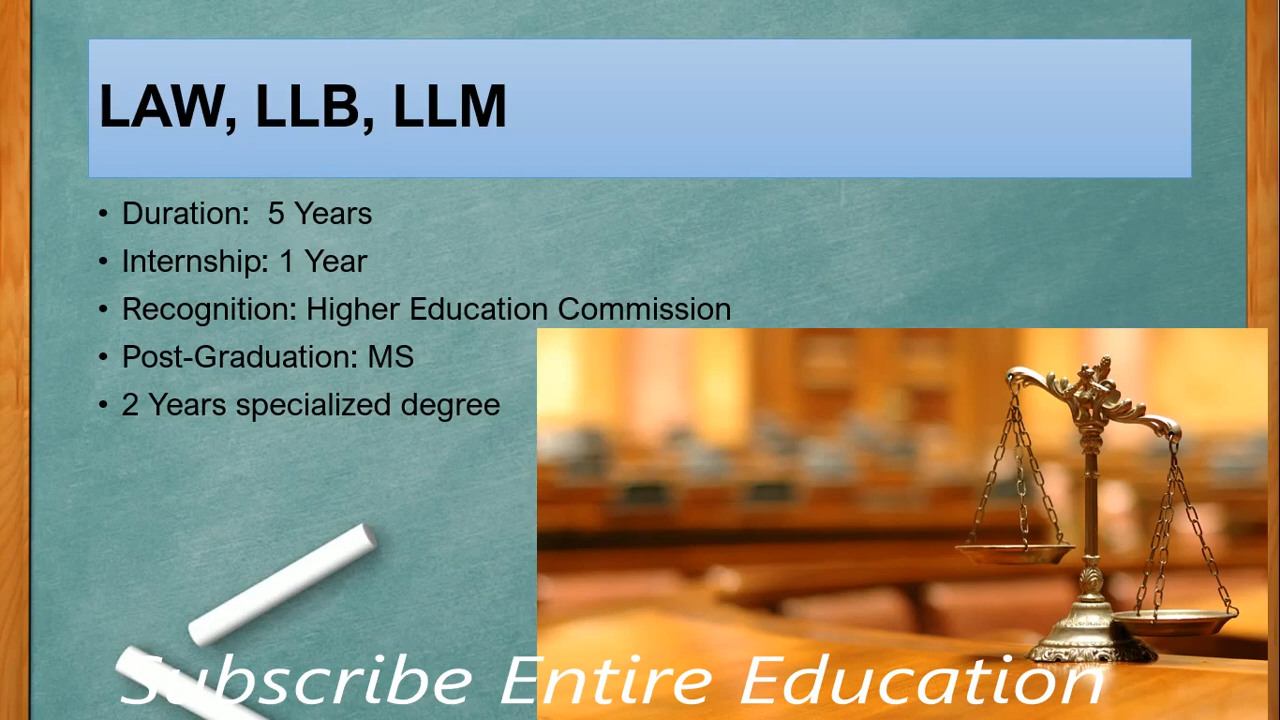 LAW, LLB, LLM
• Duration:  5 Years
• Internship: 1 Year
• Recognition: Higher Education Commission
• Post-Graduation: MS
• 2 Years specialized degree
Subscribe Entire Education